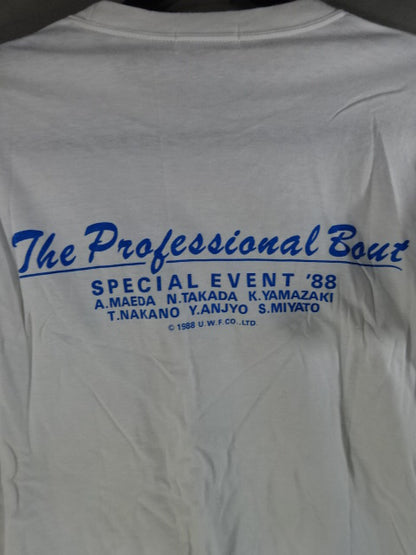 The Professional Bout
SPECIAL EVENT '88
A.MAEDA N.TAKADA K.YAMAZAKI
T.NAKANO Y.ANJYO S.MIYATO
© 1988 U.W.F.CO.,LTD.